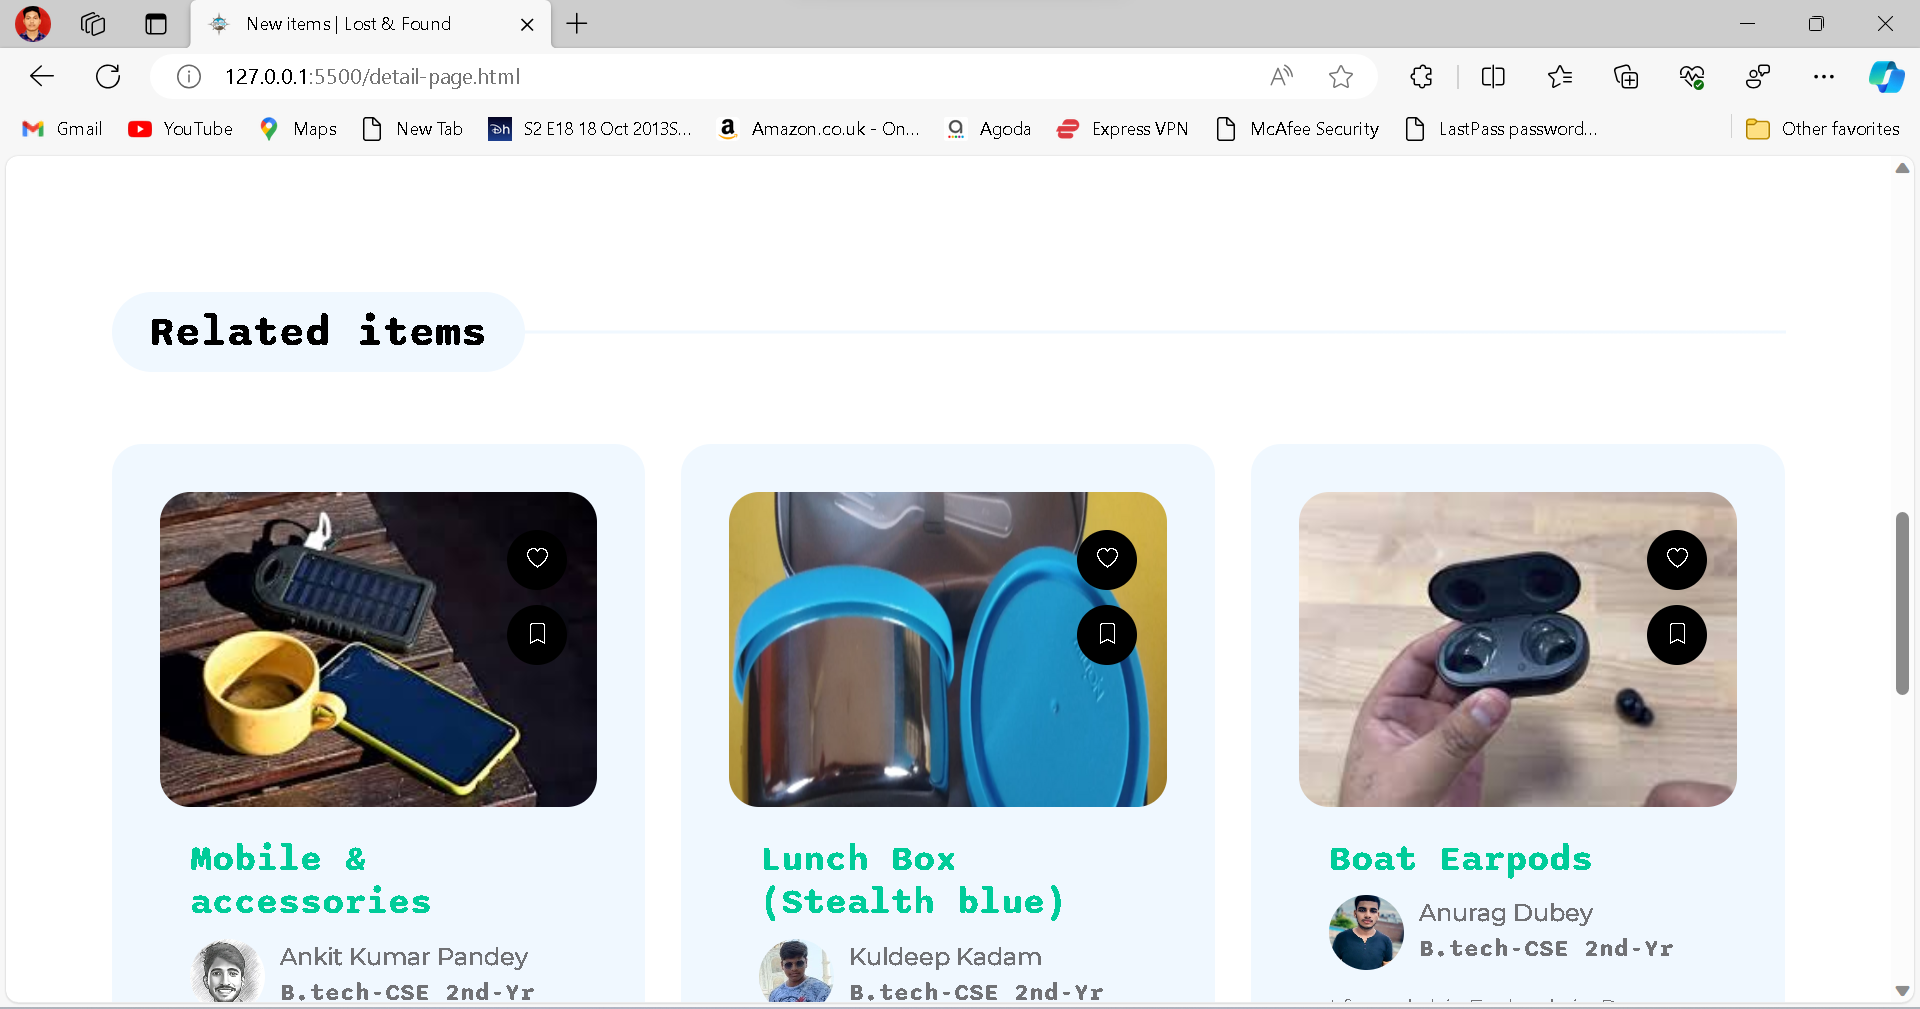 New items | Lost & Found
127.0.0.1:5500/detail-page.html
Gmail
YouTube
Maps
New Tab
S2 E18 18 Oct 2013S...
Amazon.co.uk - On...
Agoda
Express VPN
McAfee Security
LastPass password...
Other favorites
Related items
Mobile &
accessories
Ankit Kumar Pandey
B.tech-CSE 2nd-Yr
Lunch Box
(Stealth blue)
Kuldeep Kadam
B.tech-CSE 2nd-Yr
Boat Earpods
Anurag Dubey
B.tech-CSE 2nd-Yr